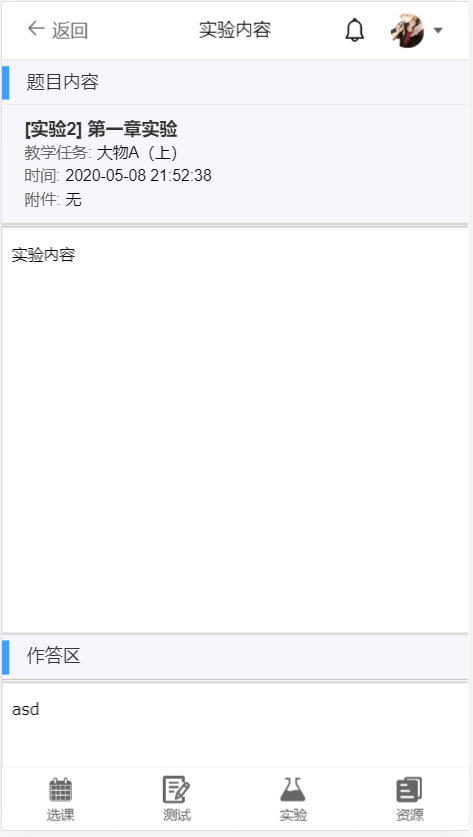 返回
实验内容
题目内容
[实验2] 第一章实验
教学任务: 大物A（上）
时间: 2020-05-08 21:52:38
附件: 无
实验内容
作答区
asd
选课
测试
实验
资源